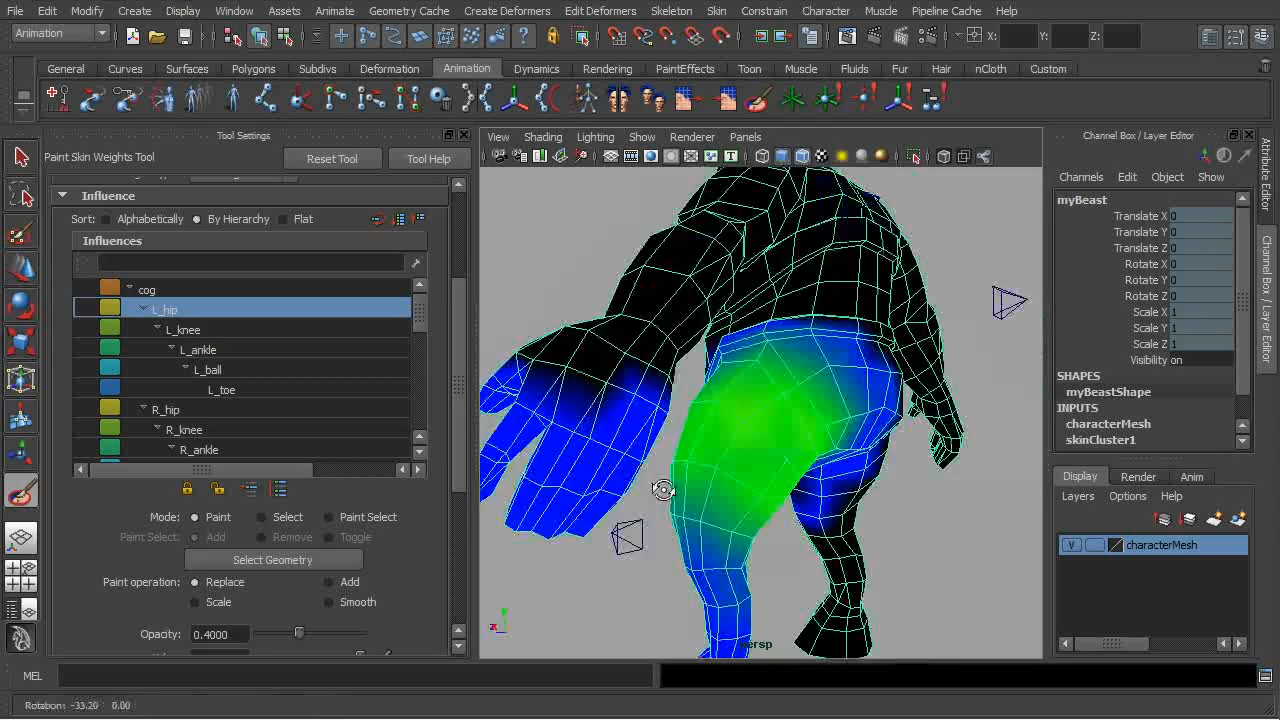 File Edit Modify Create Display Window Assets Animate Geometry Cache Create Deformers Edit Deformers Skeleton Skin Constrain Character Muscle Pipeline Cache Help
Animation X: Y: Z:
General Curves Surfaces Polygons Subdivs Deformation Animation Dynamics Rendering PaintEffects Toon Muscle Fluids Fur Hair nCloth Custom
Tool Settings
Paint Skin Weights Tool Reset Tool Tool Help
Influence
Sort: Alphabetically By Hierarchy Flat
Influences
cog
L_hip
L_knee
L_ankle
L_ball
L_toe
R_hip
R_knee
R_ankle
Mode: Paint Select Paint Select
Paint Select: Add Remove Toggle
Select Geometry
Paint operation: Replace Add
Scale Smooth
Opacity: 0.4000
View Shading Lighting Show Renderer Panels
persp
Channel Box / Layer Editor
Channels Edit Object Show
myBeast
Translate X 0
Translate Y 0
Translate Z 0
Rotate X 0
Rotate Y 0
Rotate Z 0
Scale X 1
Scale Y 1
Scale Z 1
Visibility on
SHAPES
myBeastShape
INPUTS
characterMesh
skinCluster1
Display Render Anim
Layers Options Help
V characterMesh
Attribute Editor
Channel Box / Layer Editor
MEL
Rotation: -33.20 0.00